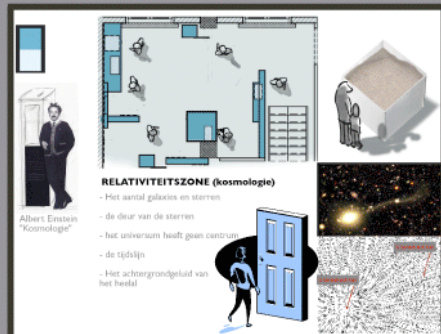 Albert Einstein
"Kosmologie"
RELATIVITEITSZONE (kosmologie)
- Het aantal galaxies en sterren
- de deur van de sterren
- het universum heeft geen centrum
- de tijdslijn
- Het achtergrondgeluid van
het heelal